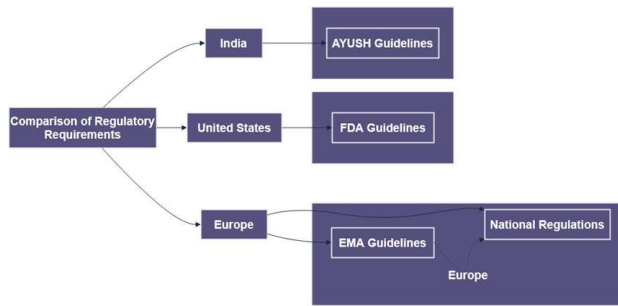 India
AYUSH Guidelines
Comparison of Regulatory
Requirements
United States
FDA Guidelines
Europe
National Regulations
EMA Guidelines
Europe